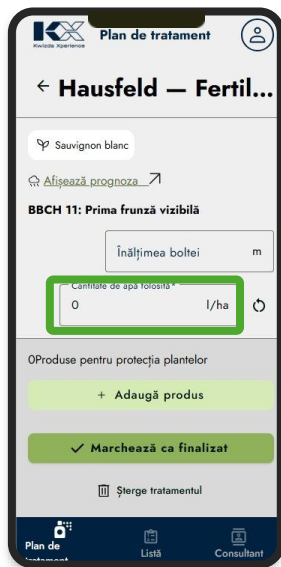 KX
Kwizda Xperience
Plan de tratament
← Hausfeld — Fertil...
Sauvignon blanc
Afișează prognoza
BBCH 11: Prima frunză vizibilă
Înălțimea boltei m
Cantitate de apă folosită*
0 l/ha
0Produse pentru protecția plantelor
+ Adaugă produs
✓ Marchează ca finalizat
Șterge tratamentul
Plan de
tratament
Listă
Consultant